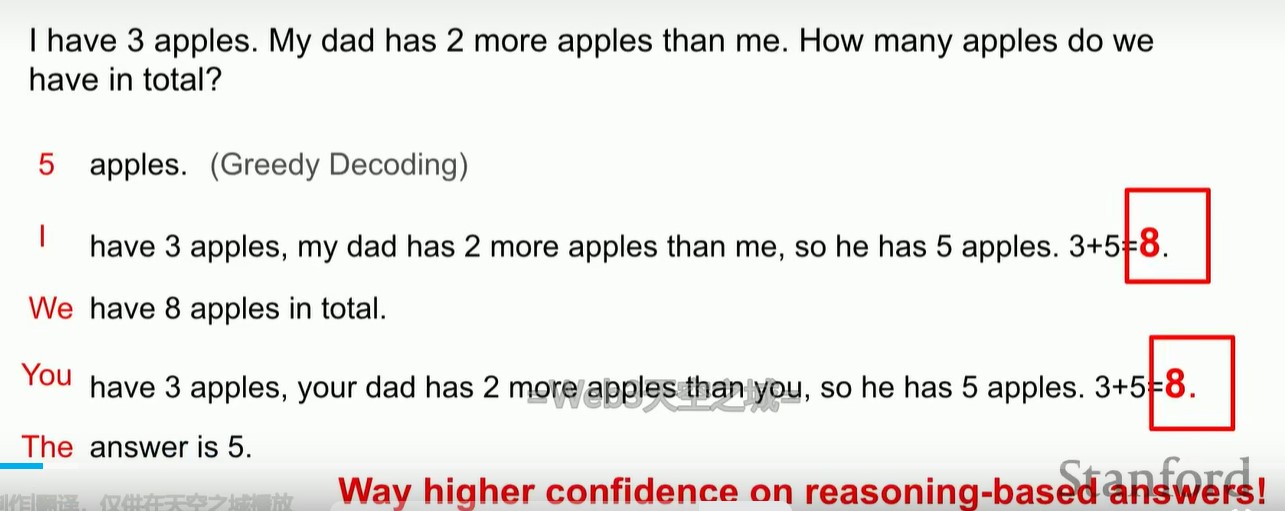 I have 3 apples. My dad has 2 more apples than me. How many apples do we
have in total?
5 apples. (Greedy Decoding)
I have 3 apples, my dad has 2 more apples than me, so he has 5 apples. 3+5=8.
We have 8 apples in total.
You have 3 apples, your dad has 2 more apples than you, so he has 5 apples. 3+5=8.
=Web3天空之城=
The answer is 5.
Stanford
Way higher confidence on reasoning-based answers!
仅供在天空之城播放